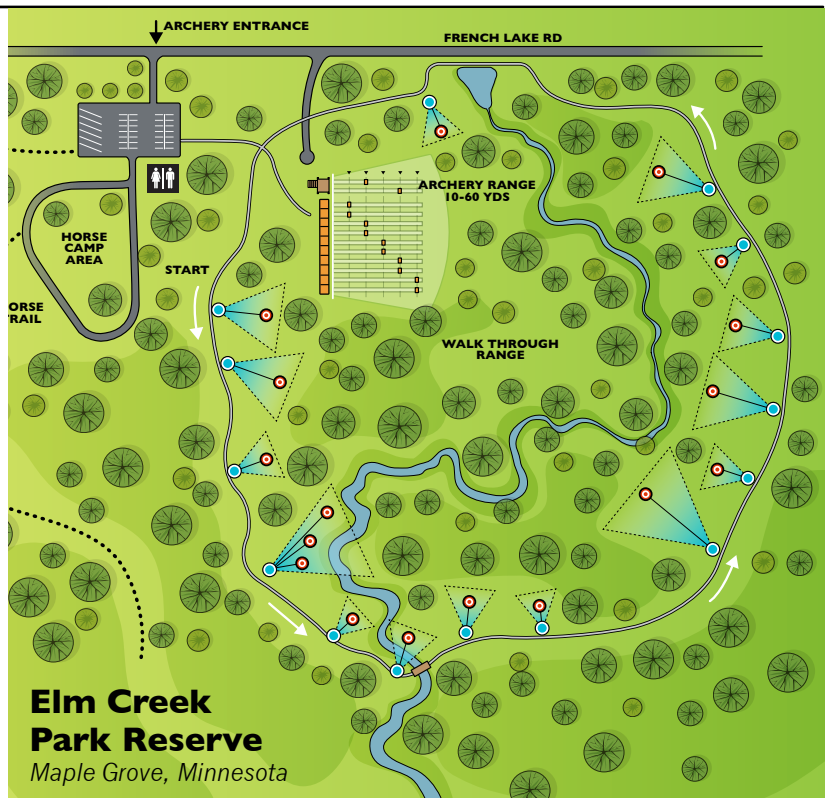 ARCHERY ENTRANCE
FRENCH LAKE RD
ARCHERY RANGE
10-60 YDS
HORSE
CAMP
AREA
START
ORSE
TRAIL
WALK THROUGH
RANGE
Elm Creek
Park Reserve
Maple Grove, Minnesota